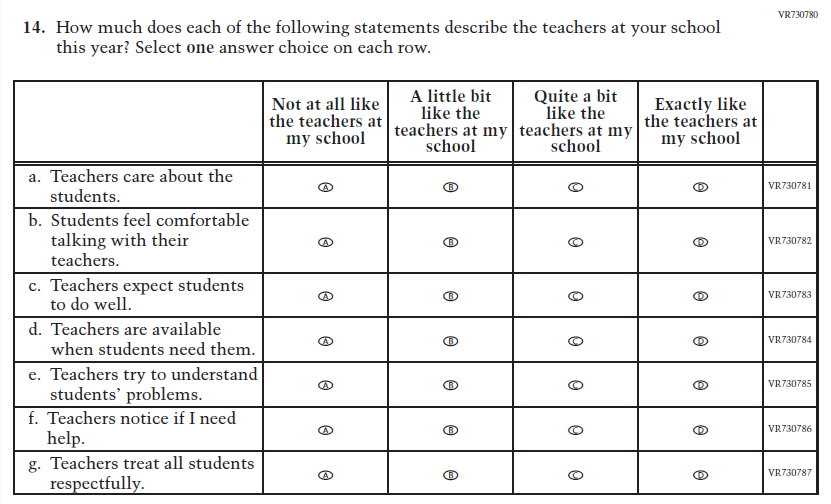 VR730780
14. How much does each of the following statements describe the teachers at your school
this year? Select one answer choice on each row.
Not at all like
the teachers at
my school
A little bit
like the
teachers at my
school
Quite a bit
like the
teachers at my
school
Exactly like
the teachers at
my school
a. Teachers care about the
students.
A B C D VR730781
b. Students feel comfortable
talking with their
teachers.
A B C D VR730782
c. Teachers expect students
to do well.
A B C D VR730783
d. Teachers are available
when students need them.
A B C D VR730784
e. Teachers try to understand
students’ problems.
A B C D VR730785
f. Teachers notice if I need
help.
A B C D VR730786
g. Teachers treat all students
respectfully.
A B C D VR730787